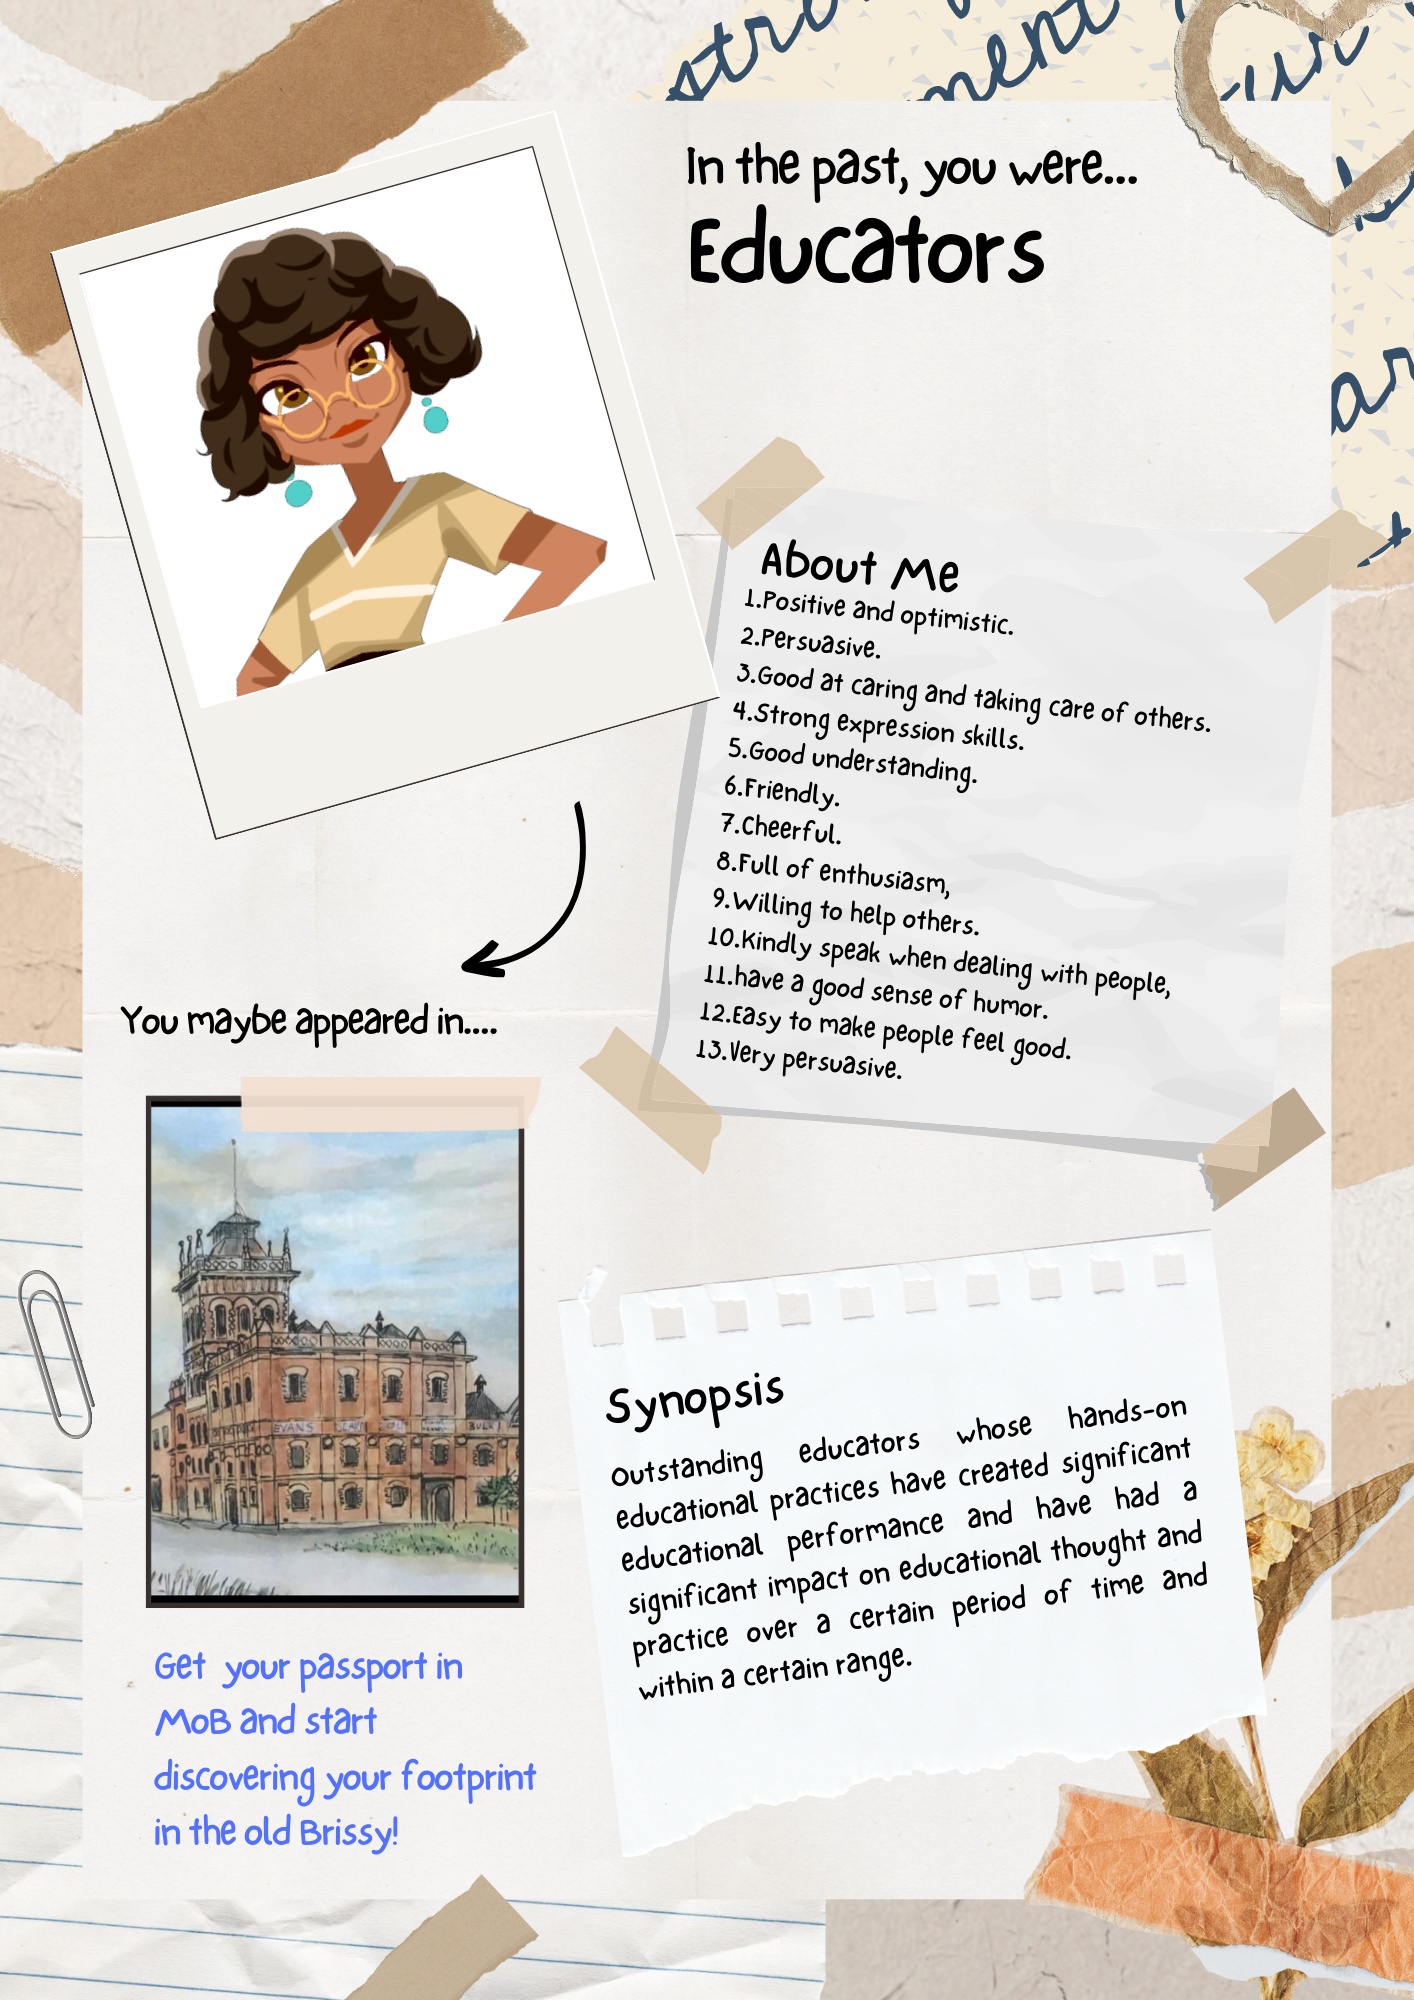 In the past, you were...
Educators
About Me
1.Positive and optimistic.
2.Persuasive.
3.Good at caring and taking care of others.
4.Strong expression skills.
5.Good understanding.
6.Friendly.
7.Cheerful.
8.Full of enthusiasm,
9.Willing to help others.
10.Kindly speak when dealing with people,
11.have a good sense of humor.
12.Easy to make people feel good.
13.Very persuasive.
You maybe appeared in....
EVANS
BULK
Get your passport in
MoB and start
discovering your footprint
in the old Brissy!
Synopsis
Outstanding educators whose hands-on
educational practices have created significant
educational performance and have had a
significant impact on educational thought and
practice over a certain period of time and
within a certain range.